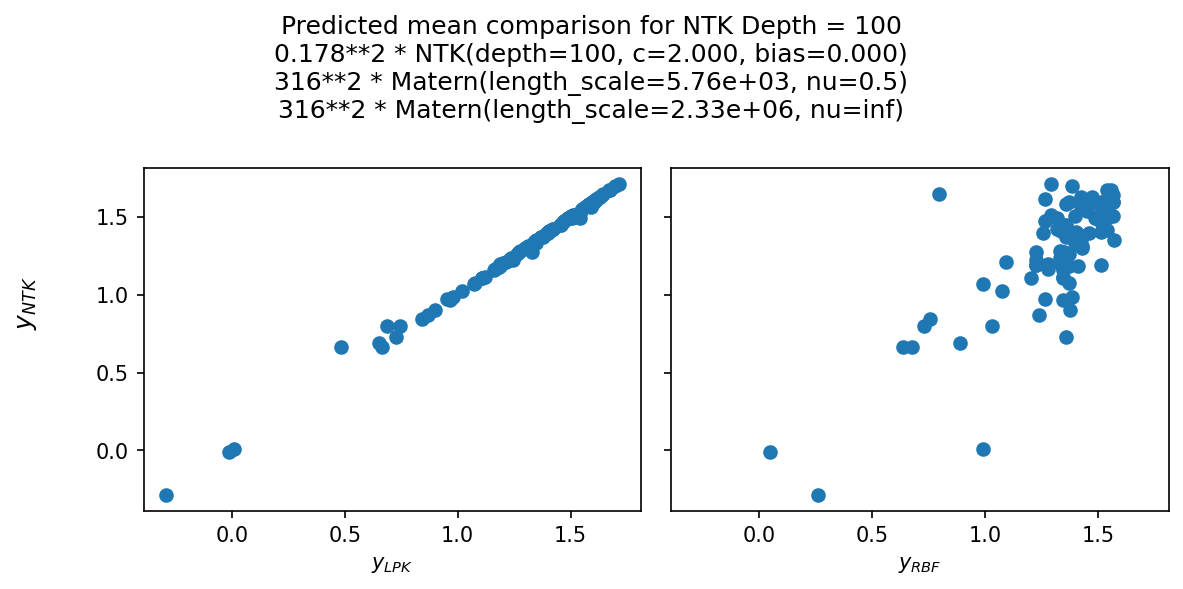 Predicted mean comparison for NTK Depth = 100
0.178**2 * NTK(depth=100, c=2.000, bias=0.000)
316**2 * Matern(length_scale=5.76e+03, nu=0.5)
316**2 * Matern(length_scale=2.33e+06, nu=inf)
y_NTK
1.5
1.0
0.5
0.0
0.0 0.5 1.0 1.5
y_LPK
0.0 0.5 1.0 1.5
y_RBF